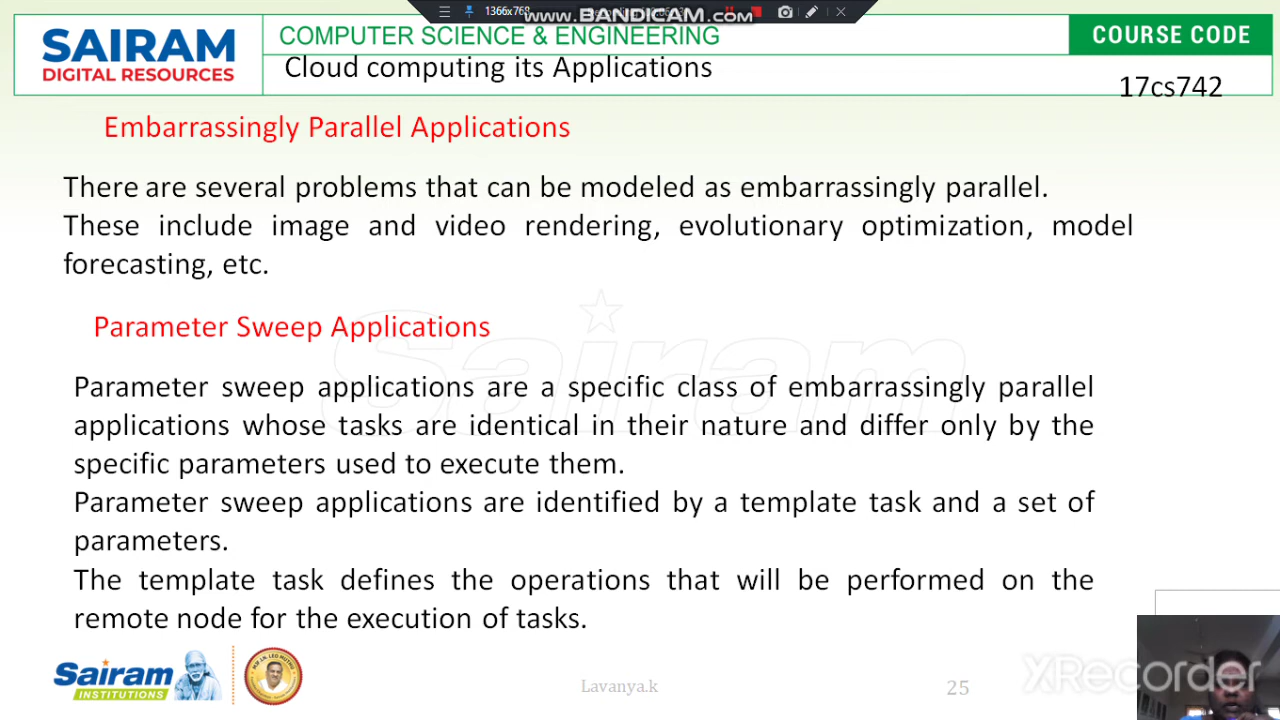 1366x768
www.BANDICAM.com
SAIRAM
DIGITAL RESOURCES
COMPUTER SCIENCE & ENGINEERING
COURSE CODE
Cloud computing its Applications
17cs742
Embarrassingly Parallel Applications
There are several problems that can be modeled as embarrassingly parallel.
These include image and video rendering, evolutionary optimization, model
forecasting, etc.
Sairam
Parameter Sweep Applications
Parameter sweep applications are a specific class of embarrassingly parallel
applications whose tasks are identical in their nature and differ only by the
specific parameters used to execute them.
Parameter sweep applications are identified by a template task and a set of
parameters.
The template task defines the operations that will be performed on the
remote node for the execution of tasks.
Sairam
INSTITUTIONS
Lavanya.k
25
XRecorder